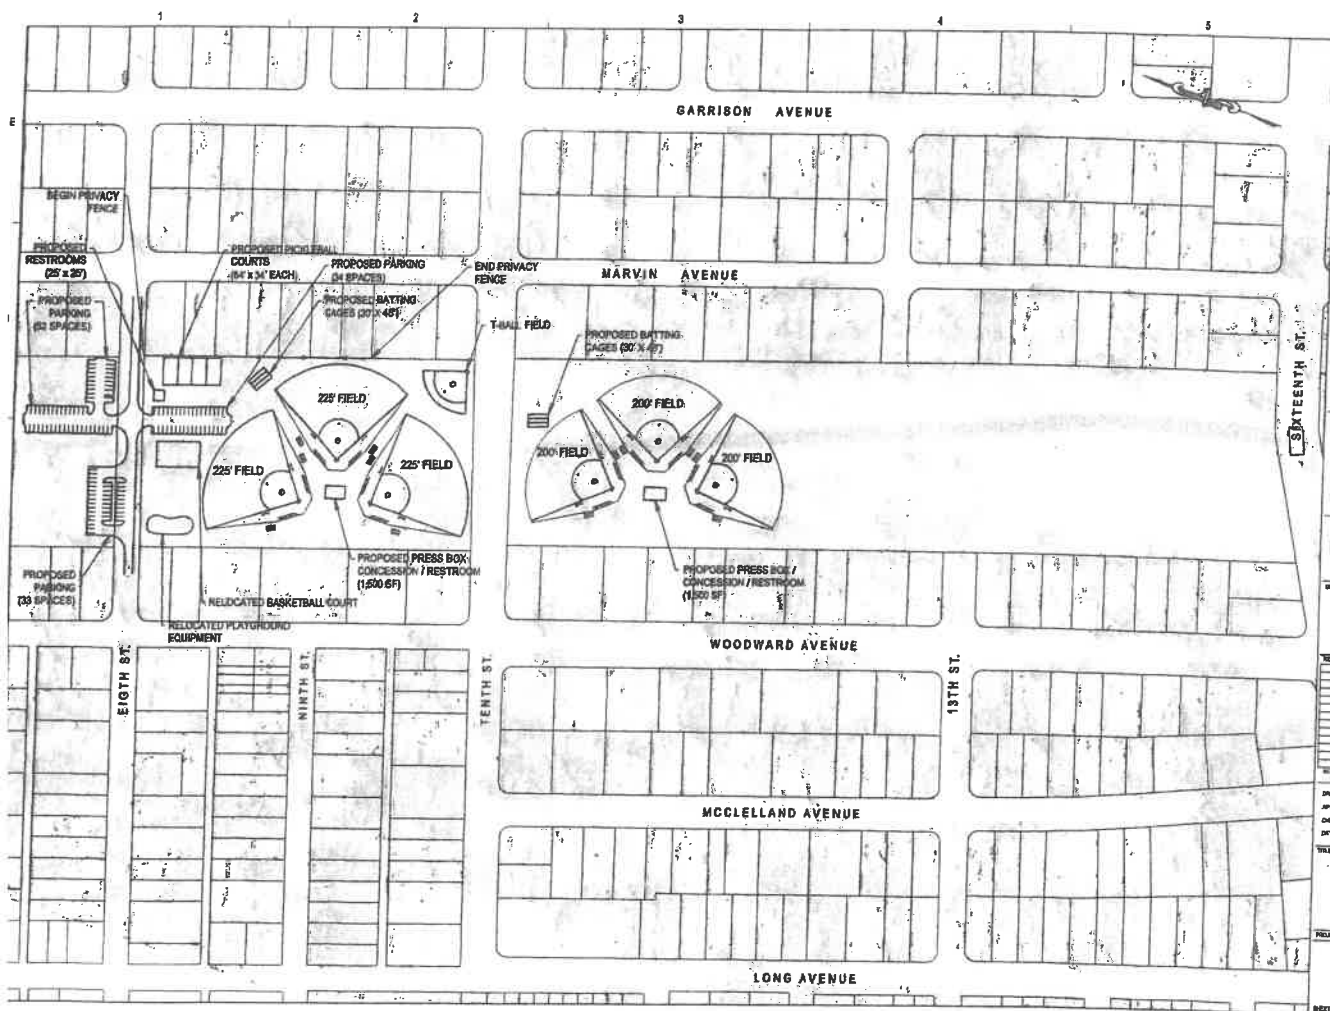 1 2 3 4 5
E
GARRISON AVENUE
BEGIN PRIVACY
FENCE
PROPOSED
RESTROOMS
(25' x 25')
PROPOSED PICKLEBALL
COURTS
(64' x 34' EACH)
PROPOSED PARKING
(34 SPACES)
END PRIVACY
FENCE
MARVIN AVENUE
PROPOSED
PARKING
(52 SPACES)
PROPOSED BATTING
CAGES (30' X 48')
T-BALL FIELD
PROPOSED BATTING
CAGES (30' X 48')
SIXTEENTH ST.
225' FIELD
200' FIELD
225' FIELD
225' FIELD
200' FIELD
200' FIELD
PROPOSED
PARKING
(33 SPACES)
PROPOSED PRESS BOX
CONCESSION / RESTROOM
(1,500 SF)
PROPOSED PRESS BOX /
CONCESSION / RESTROOM
(1,500 SF)
RELOCATED BASKETBALL COURT
RELOCATED PLAYGROUND
EQUIPMENT
WOODWARD AVENUE
EIGTH ST.
NINTH ST.
TENTH ST.
13TH ST.
MCCLELLAND AVENUE
LONG AVENUE